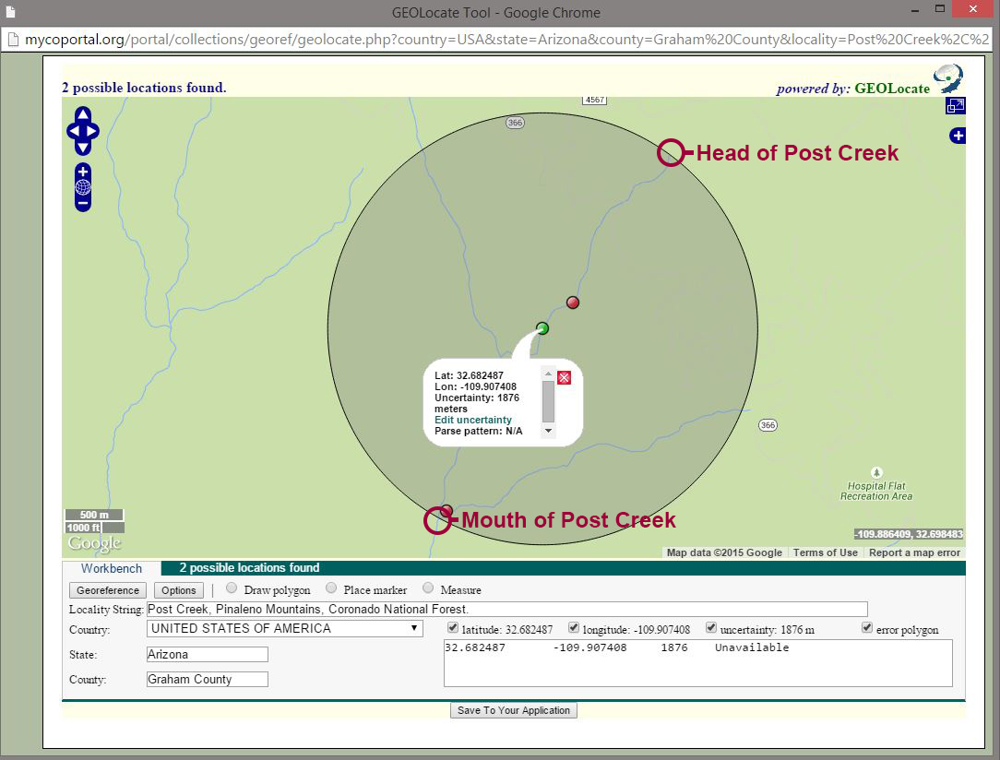 GEOLocate Tool - Google Chrome
mycoportal.org/portal/collections/georef/geolocate.php?country=USA&state=Arizona&county=Graham%20County&locality=Post%20Creek%2C%2
2 possible locations found.
powered by: GEOLocate
4567
366
Head of Post Creek
Lat: 32.682487
Lon: -109.907408
Uncertainty: 1876
meters
Edit uncertainty
Parse pattern: N/A
366
Hospital Flat
Recreation Area
Mouth of Post Creek
500 m
1000 ft
Google
-109.886409, 32.698483
Map data ©2015 Google
Terms of Use
Report a map error
Workbench
2 possible locations found
Georeference
Options
|
Draw polygon
Place marker
Measure
Locality String: Post Creek, Pinaleno Mountains, Coronado National Forest.
Country: UNITED STATES OF AMERICA
latitude: 32.682487
longitude: -109.907408
uncertainty: 1876 m
error polygon
State: Arizona
32.682487 -109.907408 1876 Unavailable
County: Graham County
Save To Your Application